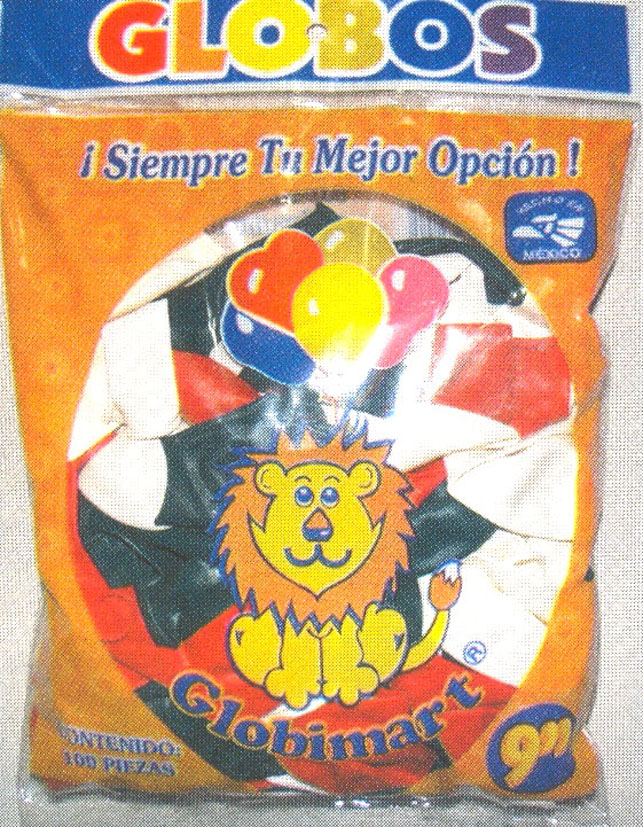 GLOBOS
¡ Siempre Tu Mejor Opción !
HECHO EN
MÉXICO
®
Globimart
CONTENIDO:
100 PIEZAS
9"